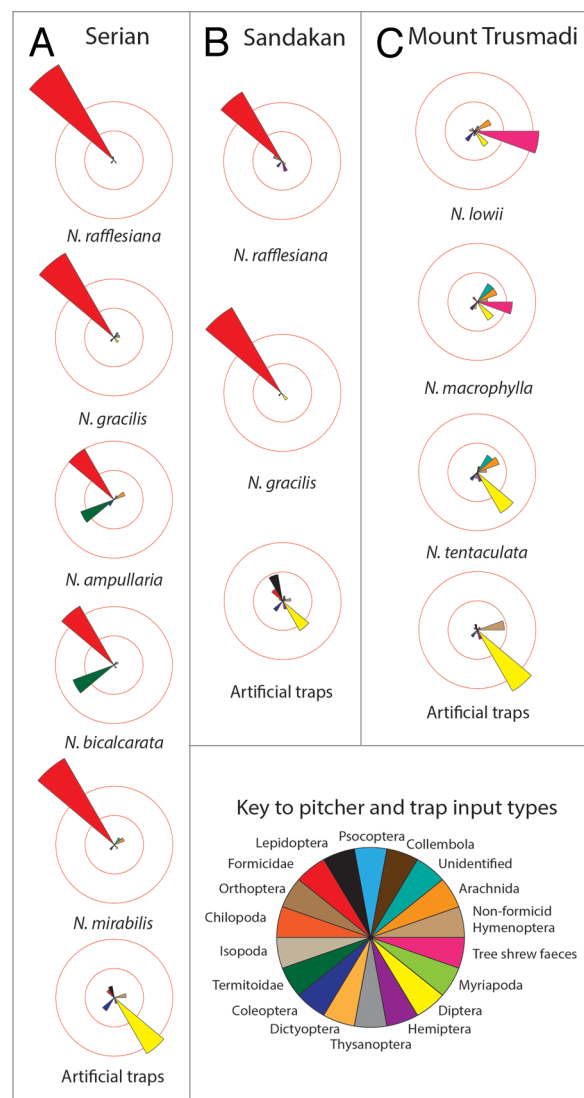 A Serian
N. rafflesiana
N. gracilis
N. ampullaria
N. bicalcarata
N. mirabilis
Artificial traps
B Sandakan
N. rafflesiana
N. gracilis
Artificial traps
C Mount Trusmadi
N. lowii
N. macrophylla
N. tentaculata
Artificial traps
Key to pitcher and trap input types
Psocoptera
Lepidoptera
Collembola
Formicidae
Unidentified
Orthoptera
Arachnida
Chilopoda
Non-formicid
Hymenoptera
Isopoda
Tree shrew faeces
Termitoidae
Myriapoda
Coleoptera
Diptera
Dictyoptera
Hemiptera
Thysanoptera